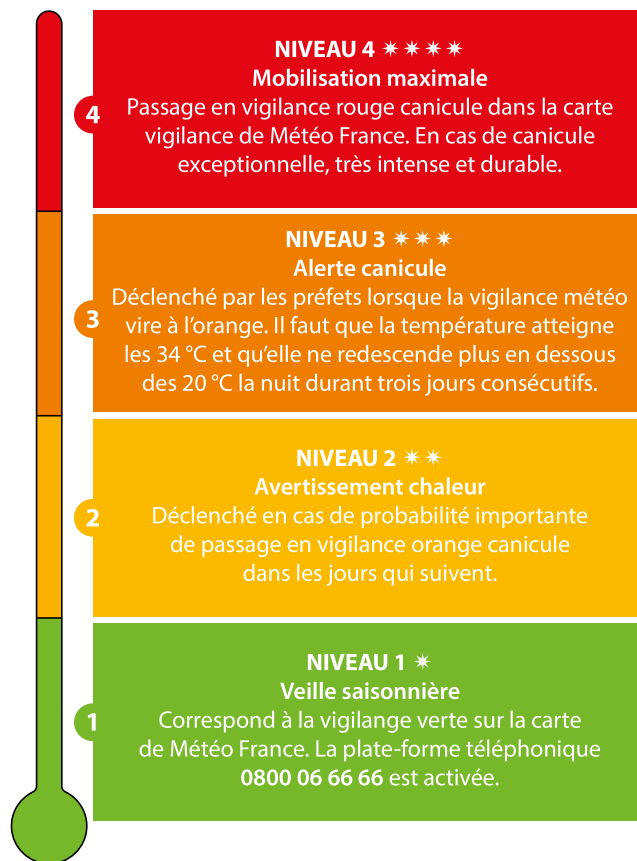 4
NIVEAU 4 ✷ ✷ ✷ ✷
Mobilisation maximale
Passage en vigilance rouge canicule dans la carte
vigilance de Météo France. En cas de canicule
exceptionnelle, très intense et durable.
3
NIVEAU 3 ✷ ✷ ✷
Alerte canicule
Déclenché par les préfets lorsque la vigilance météo
vire à l’orange. Il faut que la température atteigne
les 34 °C et qu’elle ne redescende plus en dessous
des 20 °C la nuit durant trois jours consécutifs.
2
NIVEAU 2 ✷ ✷
Avertissement chaleur
Déclenché en cas de probabilité importante
de passage en vigilance orange canicule
dans les jours qui suivent.
1
NIVEAU 1 ✷
Veille saisonnière
Correspond à la vigilange verte sur la carte
de Météo France. La plate-forme téléphonique
0800 06 66 66 est activée.